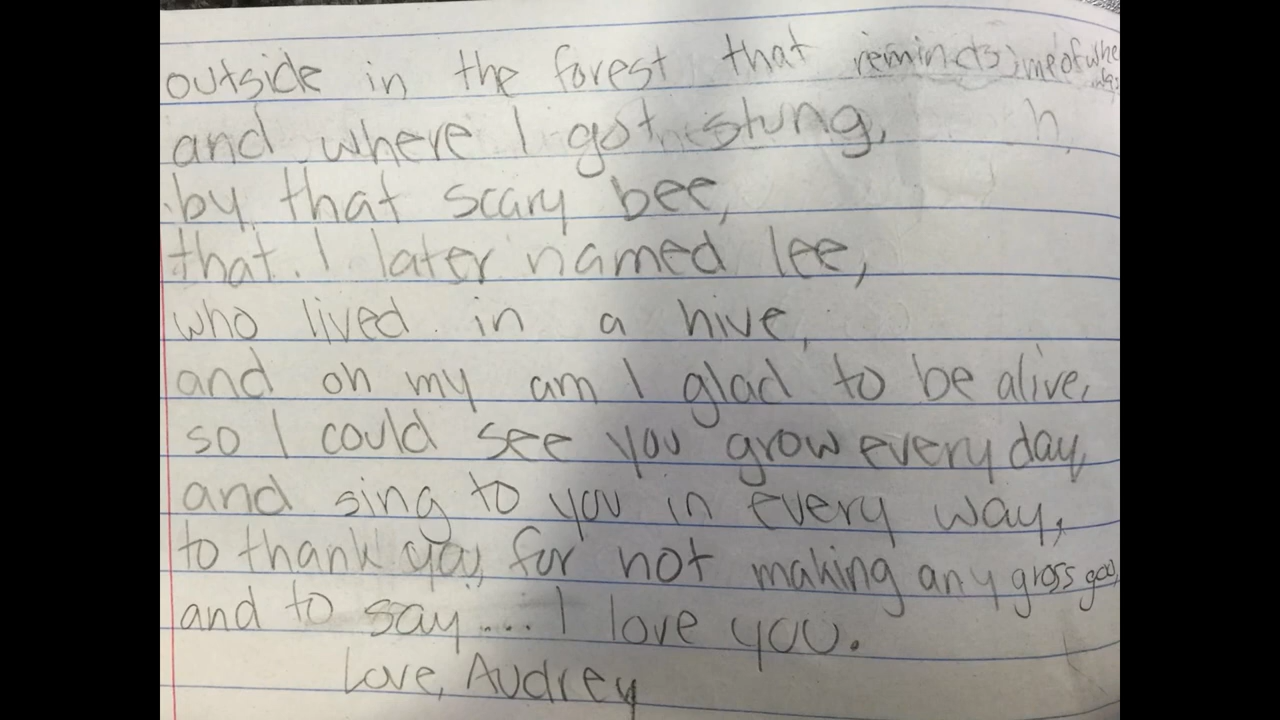 outside in the forest that reminds me of whe
and where I got stung,
by that scary bee,
that I later named lee,
who lived in a hive,
and oh my am I glad to be alive,
so I could see you grow every day,
and sing to you in every way,
to thank you, for not making any gross goo,
and to say... I love you.
Love, Audrey